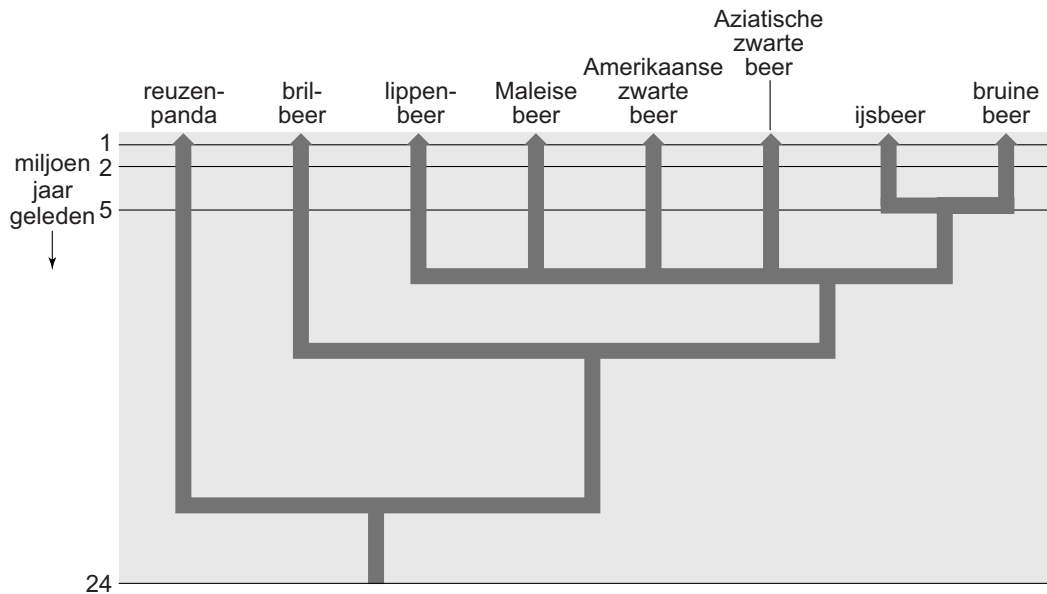 reuzen-
panda
bril-
beer
lippen-
beer
Maleise
beer
Amerikaanse
zwarte
beer
Aziatische
zwarte
beer
ijsbeer
bruine
beer
1
2
miljoen
jaar
geleden
5
24